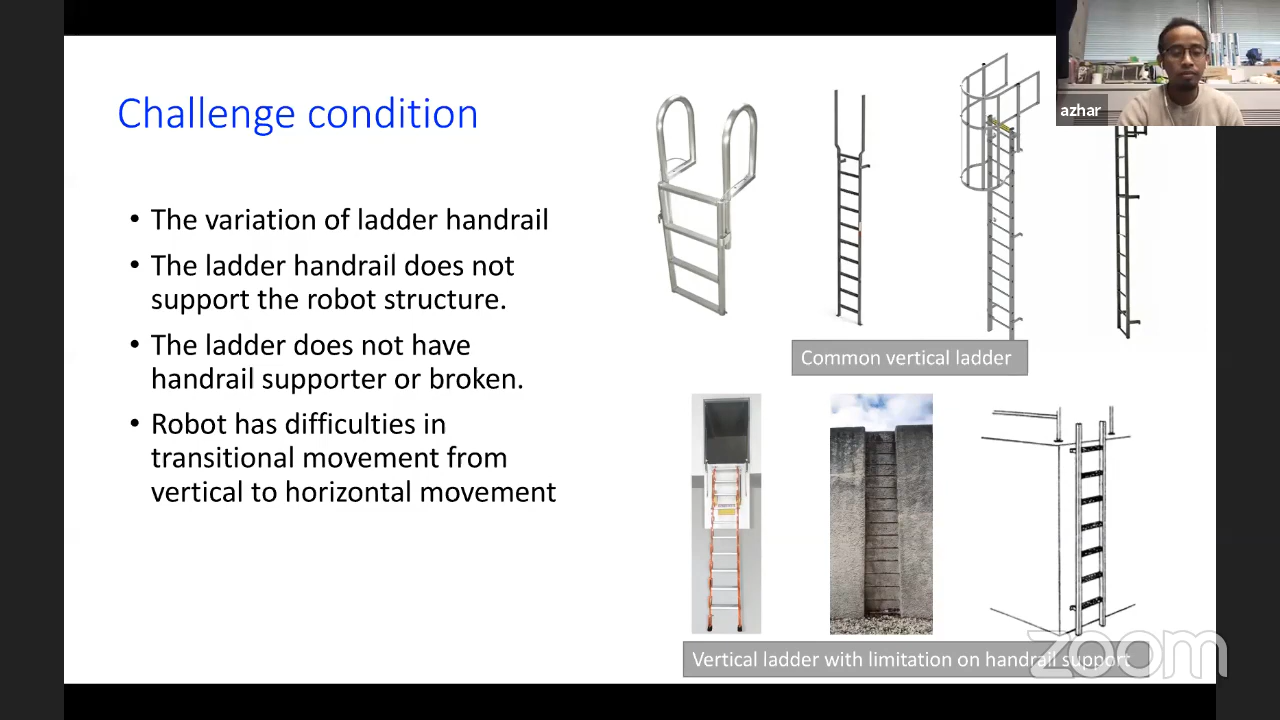 Challenge condition
• The variation of ladder handrail
• The ladder handrail does not
support the robot structure.
• The ladder does not have
handrail supporter or broken.
• Robot has difficulties in
transitional movement from
vertical to horizontal movement
azhar
Common vertical ladder
Vertical ladder with limitation on handrail support
zoom